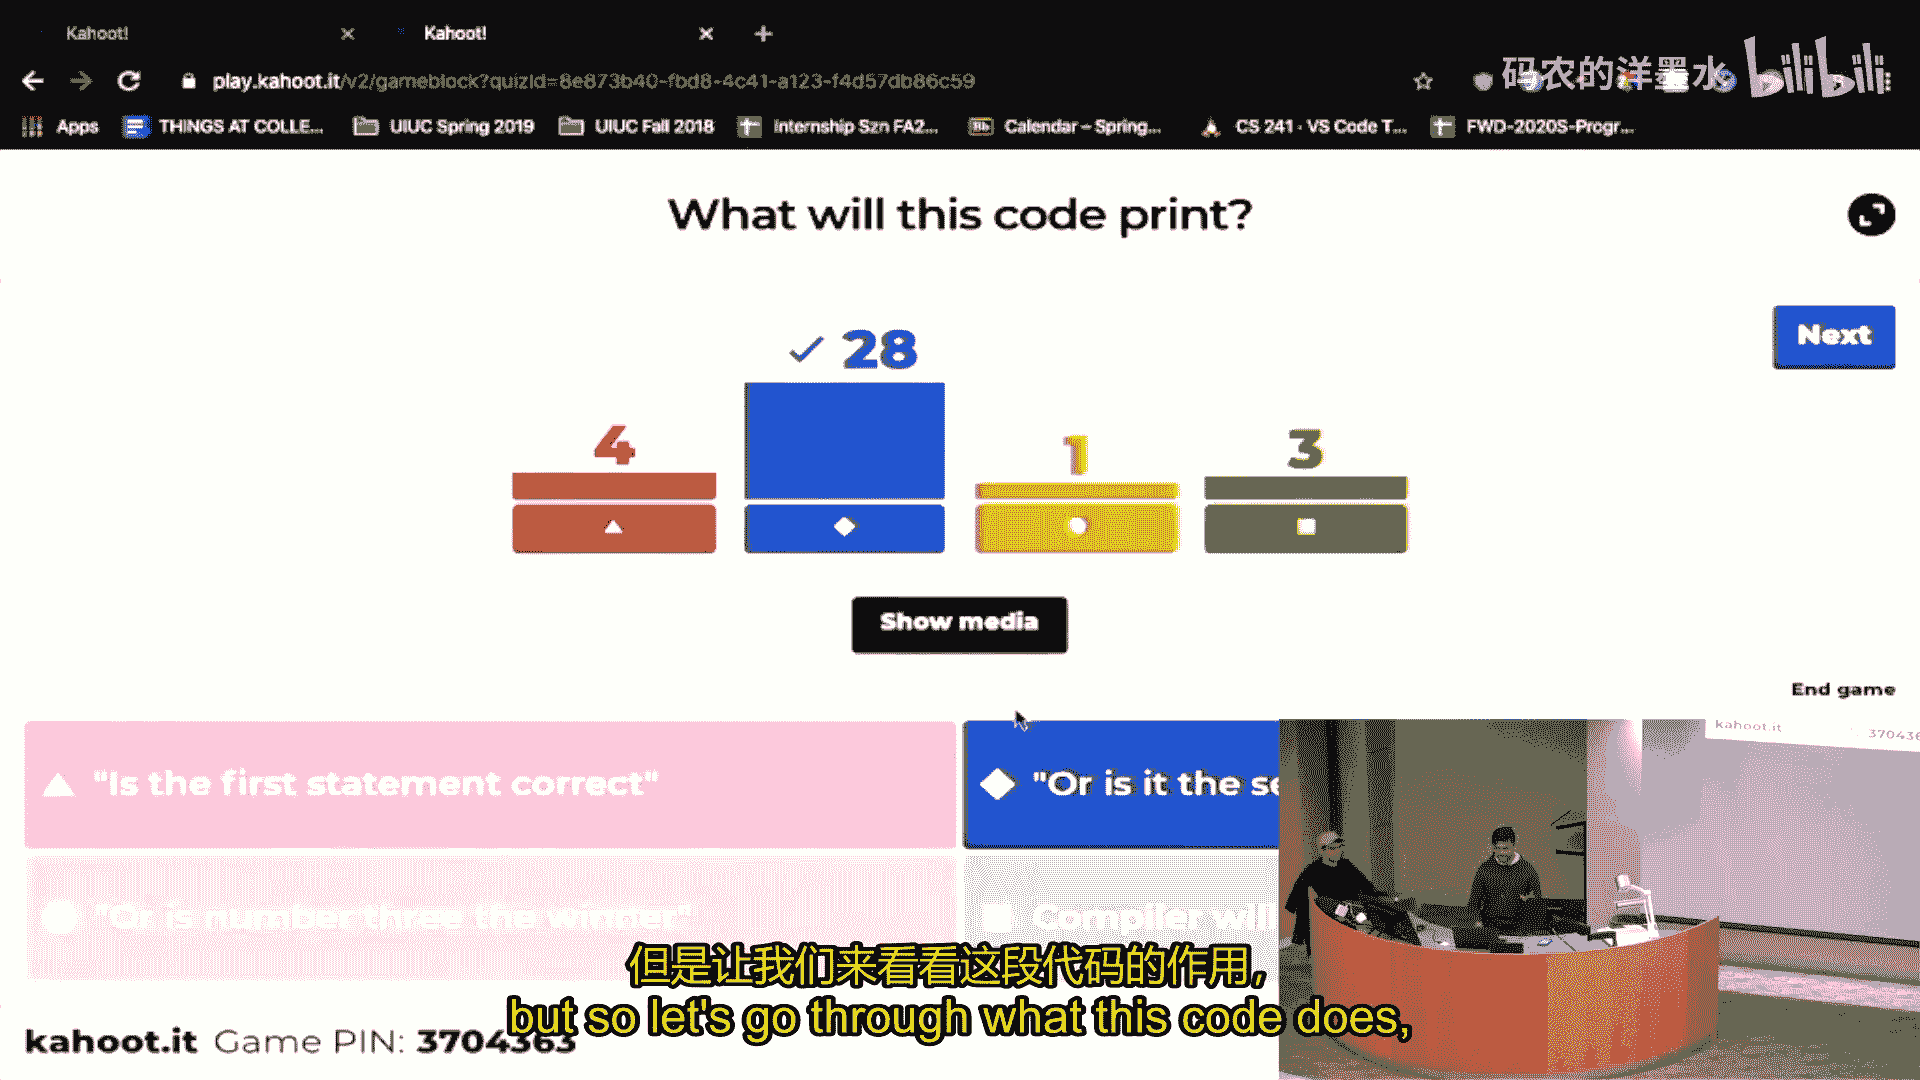 Kahoot!
Kahoot!
play.kahoot.it/v2/gameblock?quizId=8e873b40-fbd8-4c41-a123-f4d57db86c59
码农的洋墨水 bilibili
Apps THINGS AT COLLE... UIUC Spring 2019 UIUC Fall 2018 Internship Szn FA2... Calendar – Spring... CS 241 · VS Code T... FWD-2020S-Progr...
What will this code print?
Next
28
4
1
3
Show media
End game
"Is the first statement correct"
"Or is it the se
kahoot.it
"Or is number three the winner"
Compiler will
但是让我们来看看这段代码的作用，
but so let's go through what this code does,
kahoot.it Game PIN: 3704363